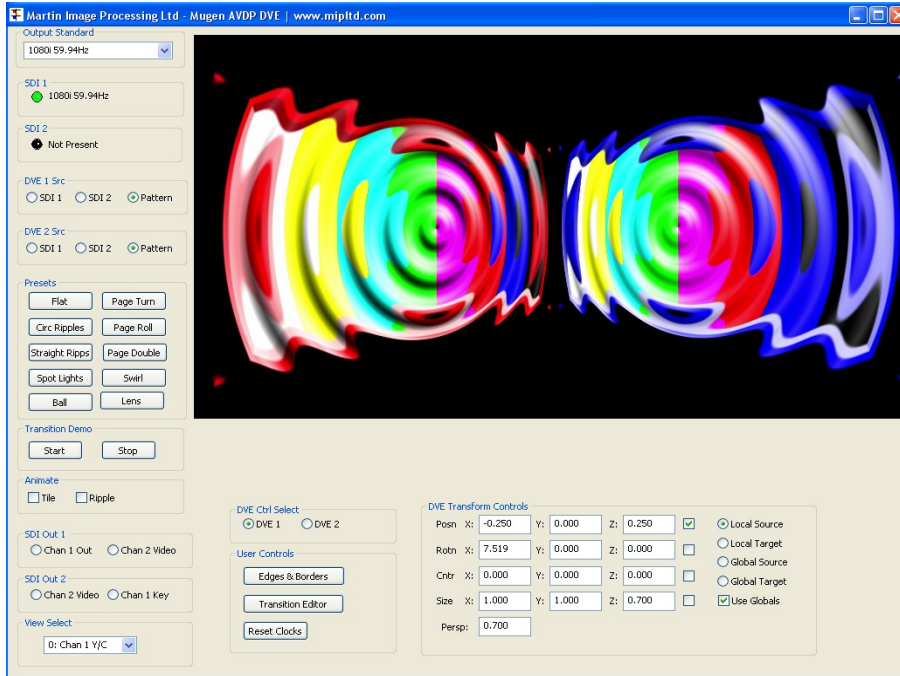 Martin Image Processing Ltd - Mugen AVDP DVE | www.mipltd.com
Output Standard
1080i 59.94Hz
SDI 1
1080i 59.94Hz
SDI 2
Not Present
DVE 1 Src
SDI 1 SDI 2 Pattern
DVE 2 Src
SDI 1 SDI 2 Pattern
Presets
Flat Page Turn
Circ Ripples Page Roll
Straight Ripps Page Double
Spot Lights Swirl
Ball Lens
Transition Demo
Start Stop
Animate
Tile Ripple
SDI Out 1
Chan 1 Out Chan 2 Video
SDI Out 2
Chan 2 Video Chan 1 Key
View Select
0: Chan 1 Y/C
DVE Ctrl Select
DVE 1 DVE 2
User Controls
Edges & Borders
Transition Editor
Reset Clocks
DVE Transform Controls
Posn X: -0.250 Y: 0.000 Z: 0.250
Rotn X: 7.519 Y: 0.000 Z: 0.000
Cntr X: 0.000 Y: 0.000 Z: 0.000
Size X: 1.000 Y: 1.000 Z: 0.700
Persp: 0.700
Local Source
Local Target
Global Source
Global Target
Use Globals